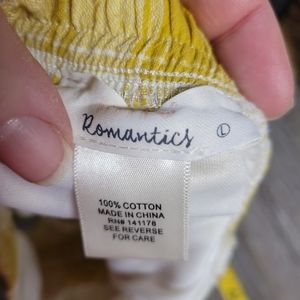 Romantics L
100% COTTON
MADE IN CHINA
RN# 141178
SEE REVERSE
FOR CARE